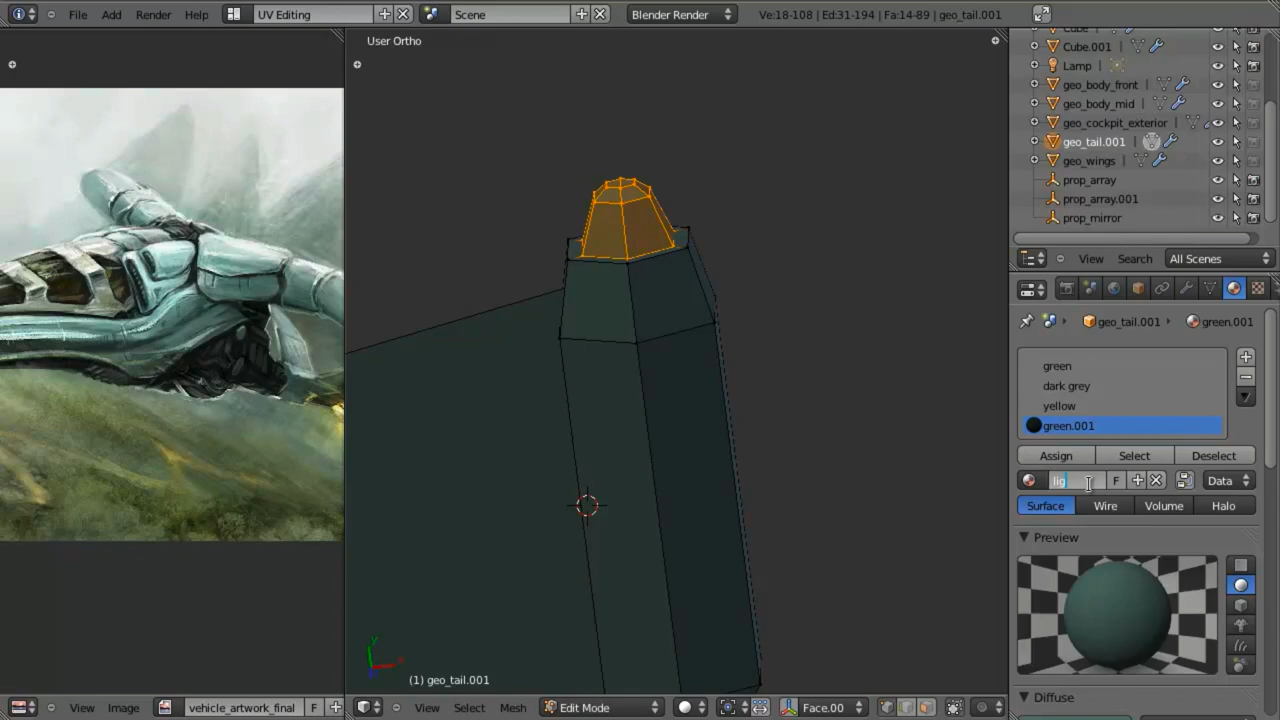 File Add Render Help UV Editing Scene Blender Render Ve:18-108 | Ed:31-194 | Fa:14-89 | geo_tail.001
User Ortho
Cube
Cube.001
Lamp
geo_body_front
geo_body_mid
geo_cockpit_exterior
geo_tail.001
geo_wings
prop_array
prop_array.001
prop_mirror
View Search All Scenes
geo_tail.001 green.001
green
dark grey
yellow
green.001
Assign Select Deselect
lig F Data
Surface Wire Volume Halo
Preview
Diffuse
y
(1) geo_tail.001
View Image vehicle_artwork_final F View Select Mesh Edit Mode Face.00